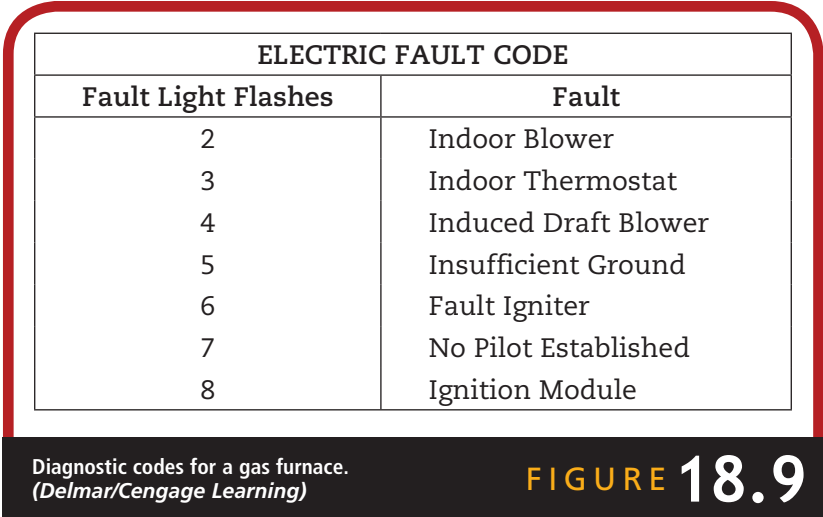 ELECTRIC FAULT CODE
Fault Light Flashes Fault
2 Indoor Blower
3 Indoor Thermostat
4 Induced Draft Blower
5 Insufficient Ground
6 Fault Igniter
7 No Pilot Established
8 Ignition Module
Diagnostic codes for a gas furnace.
(Delmar/Cengage Learning)
FIGURE 18.9